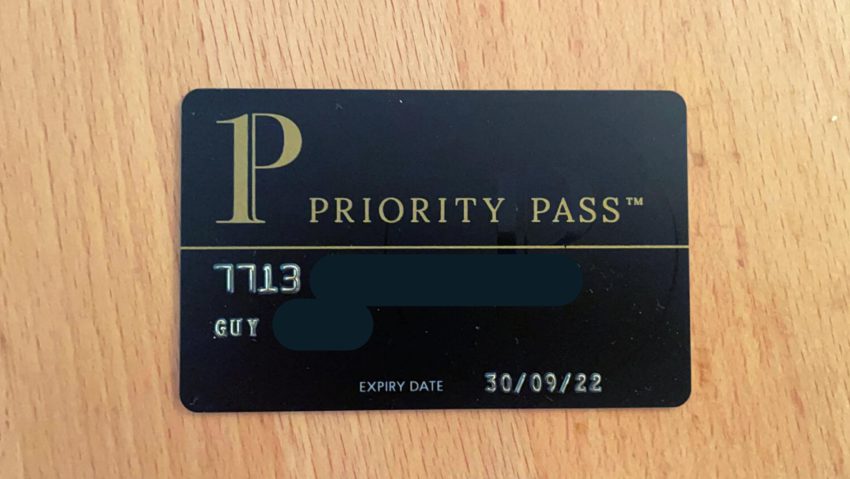 P
PRIORITY PASS™
7713
GUY
EXPIRY DATE 30/09/22